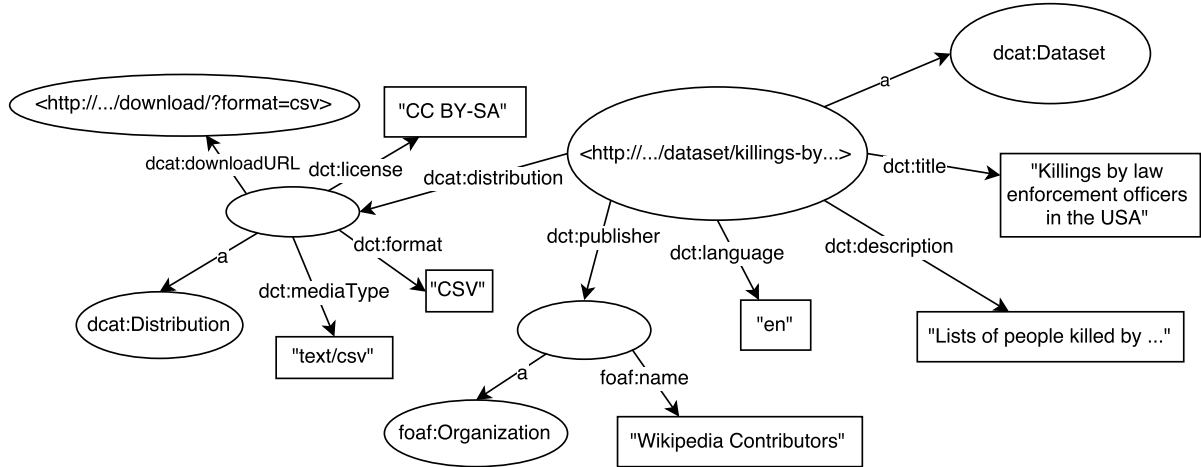 dcat:Dataset
a
<http://.../download/?format=csv>
"CC BY-SA"
<http://.../dataset/killings-by...>
dcat:downloadURL
dct:license
dcat:distribution
dct:title
"Killings by law
enforcement officers
in the USA"
dct:publisher
dct:language
dct:description
a
dct:format
dct:mediaType
"CSV"
dcat:Distribution
"en"
"text/csv"
"Lists of people killed by ..."
a
foaf:name
foaf:Organization
"Wikipedia Contributors"